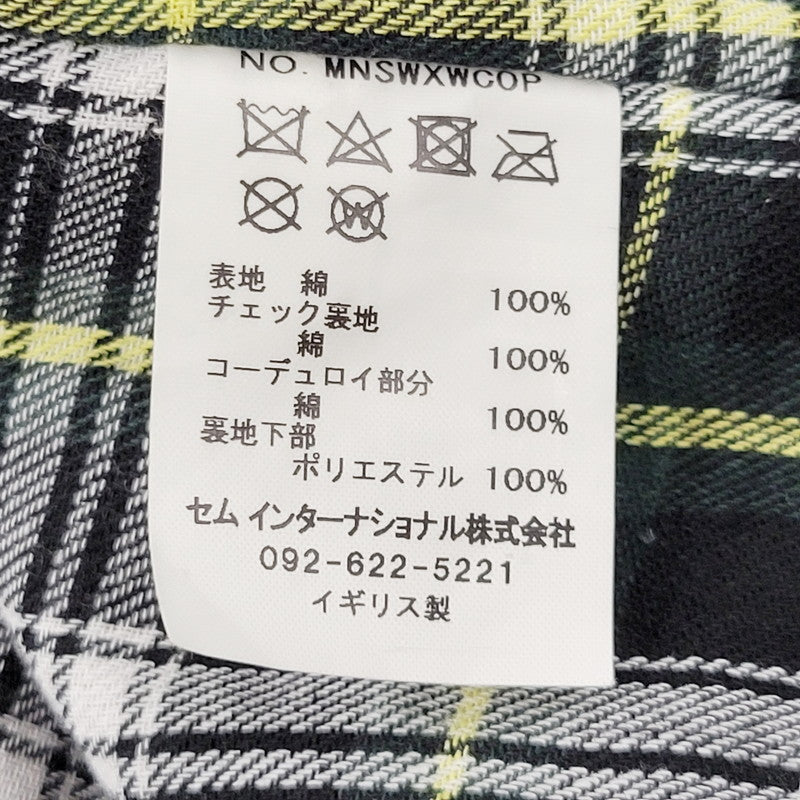 NO. MNSWXWCOP
W
表地 綿 100%
チェック裏地
綿 100%
コーデュロイ部分
綿 100%
裏地下部
ポリエステル 100%
セム インターナショナル株式会社
092-622-5221
イギリス製